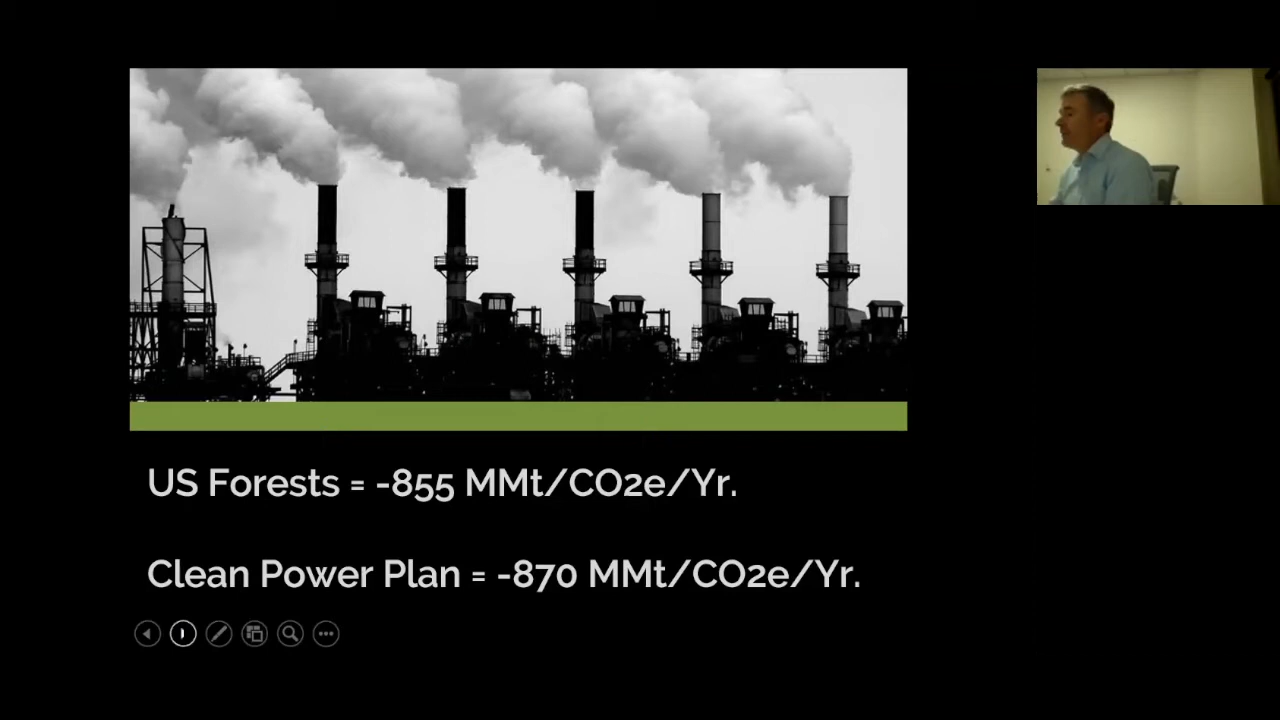 US Forests = -855 MMt/CO2e/Yr.
Clean Power Plan = -870 MMt/CO2e/Yr.